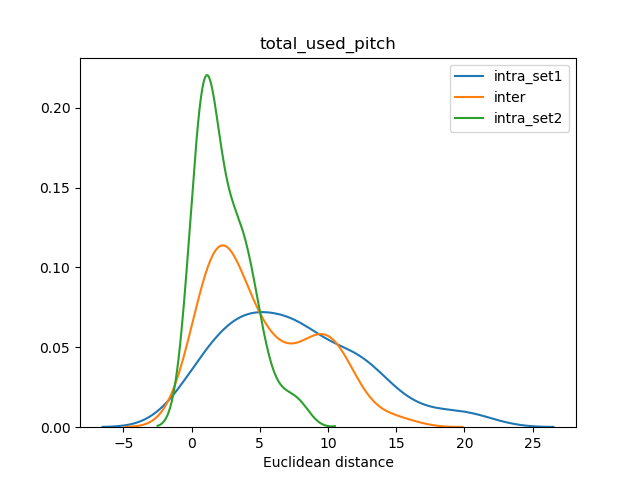 total_used_pitch
intra_set1
inter
intra_set2
0.20
0.15
0.10
0.05
0.00
−5 0 5 10 15 20 25
Euclidean distance